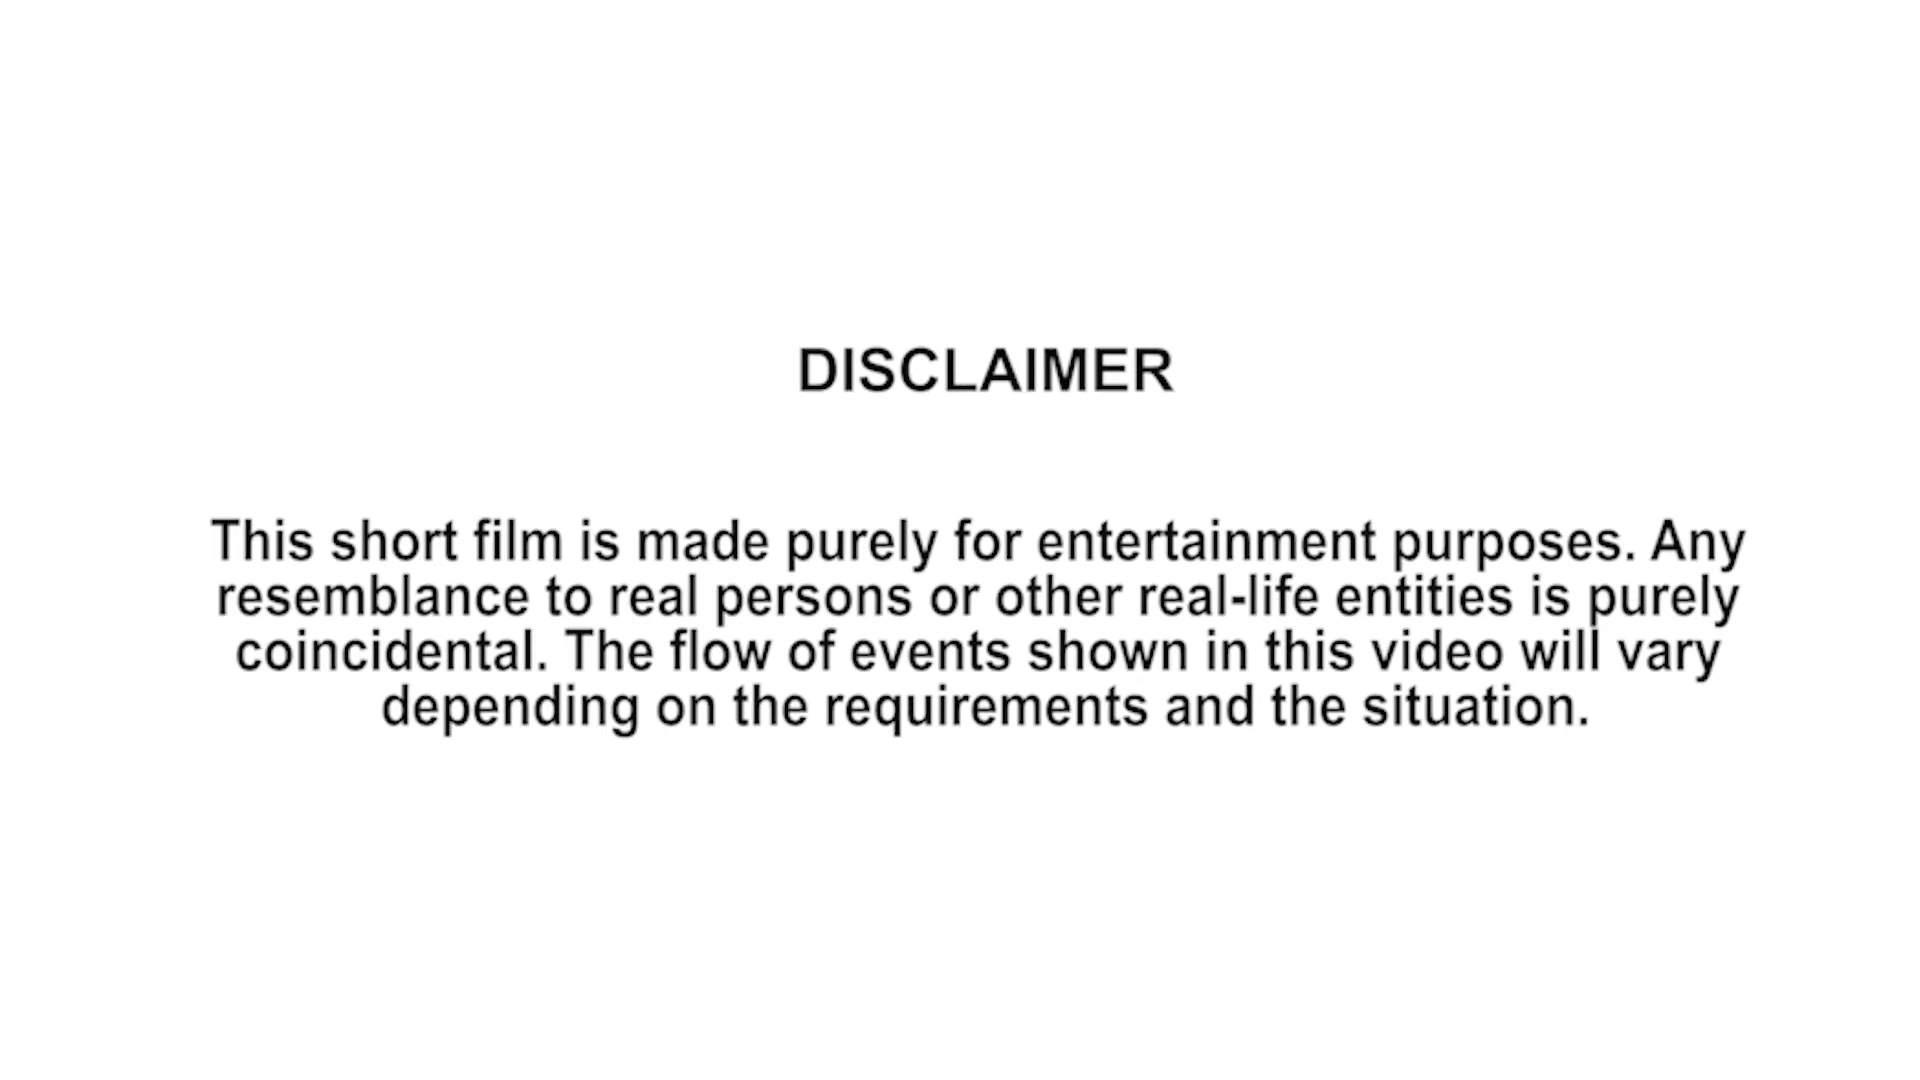 DISCLAIMER
This short film is made purely for entertainment purposes. Any
resemblance to real persons or other real-life entities is purely
coincidental. The flow of events shown in this video will vary
depending on the requirements and the situation.